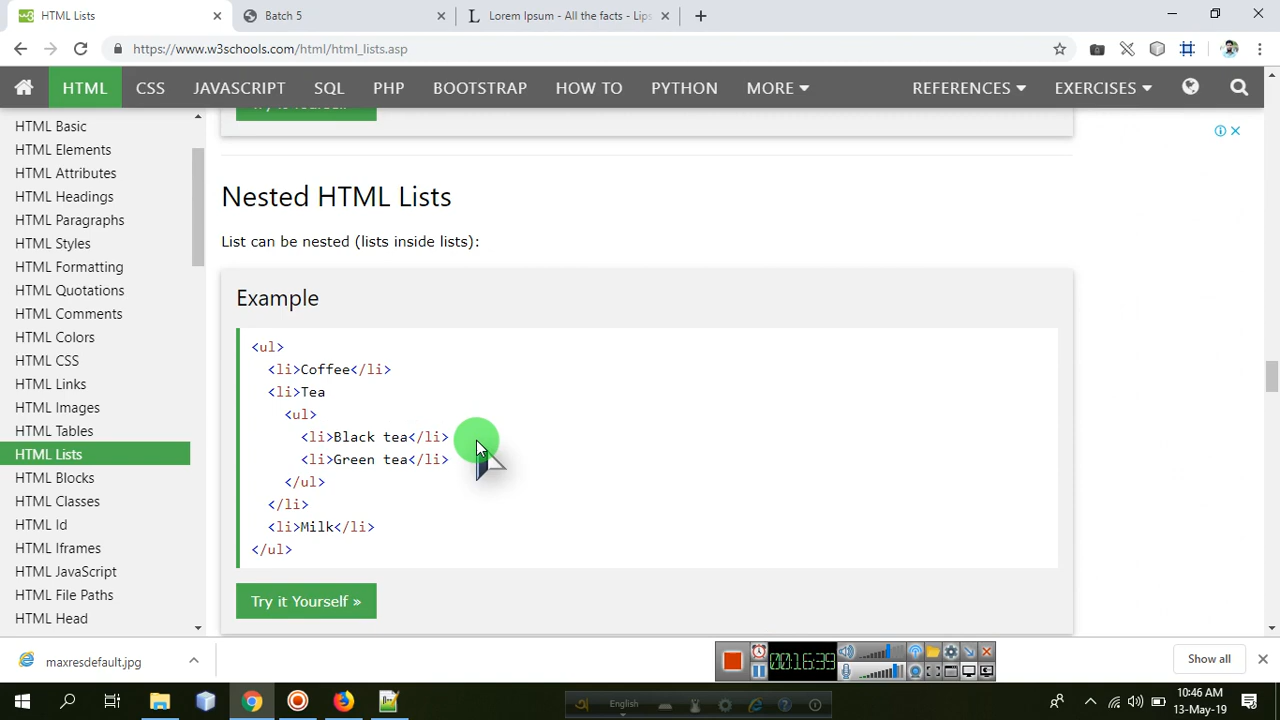 HTML Lists
Batch 5
Lorem Ipsum - All the facts - Lips
https://www.w3schools.com/html/html_lists.asp
HTML
CSS
JAVASCRIPT
SQL
PHP
BOOTSTRAP
HOW TO
PYTHON
MORE
REFERENCES
EXERCISES
HTML Basic
HTML Elements
HTML Attributes
HTML Headings
HTML Paragraphs
HTML Styles
HTML Formatting
HTML Quotations
HTML Comments
HTML Colors
HTML CSS
HTML Links
HTML Images
HTML Tables
HTML Lists
HTML Blocks
HTML Classes
HTML Id
HTML Iframes
HTML JavaScript
HTML File Paths
HTML Head
Nested HTML Lists
List can be nested (lists inside lists):
Example
<ul>
<li>Coffee</li>
<li>Tea
<ul>
<li>Black tea</li>
<li>Green tea</li>
</ul>
</li>
<li>Milk</li>
</ul>
Try it Yourself »
maxresdefault.jpg
00:16:39
Show all
English
10:46 AM
13-May-19